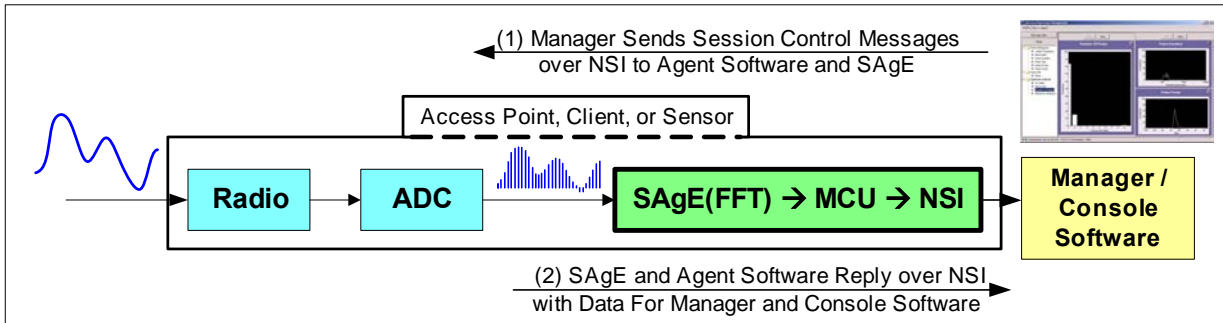 (1) Manager Sends Session Control Messages
over NSI to Agent Software and SAgE
Access Point, Client, or Sensor
Radio
ADC
SAgE(FFT) → MCU → NSI
Manager /
Console
Software
(2) SAgE and Agent Software Reply over NSI
with Data For Manager and Console Software